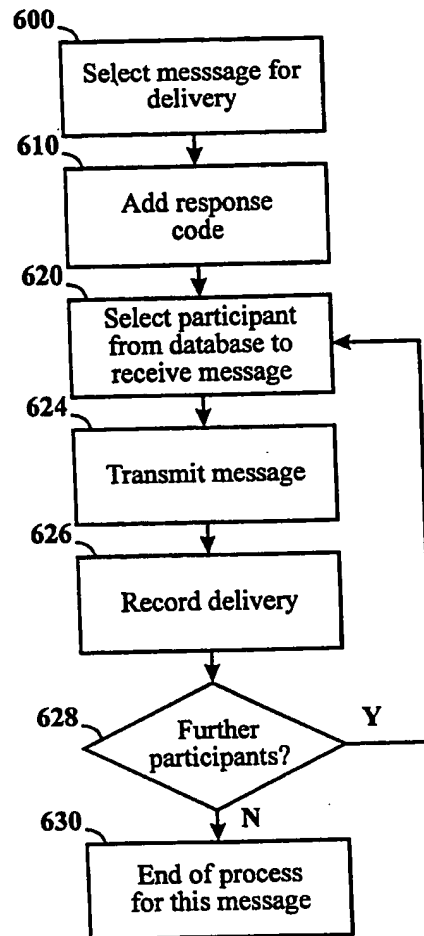 600
Select messsage for
delivery
610
Add response
code
620
Select participant
from database to
receive message
624
Transmit message
626
Record delivery
628
Further
participants?
Y
N
630
End of process
for this message